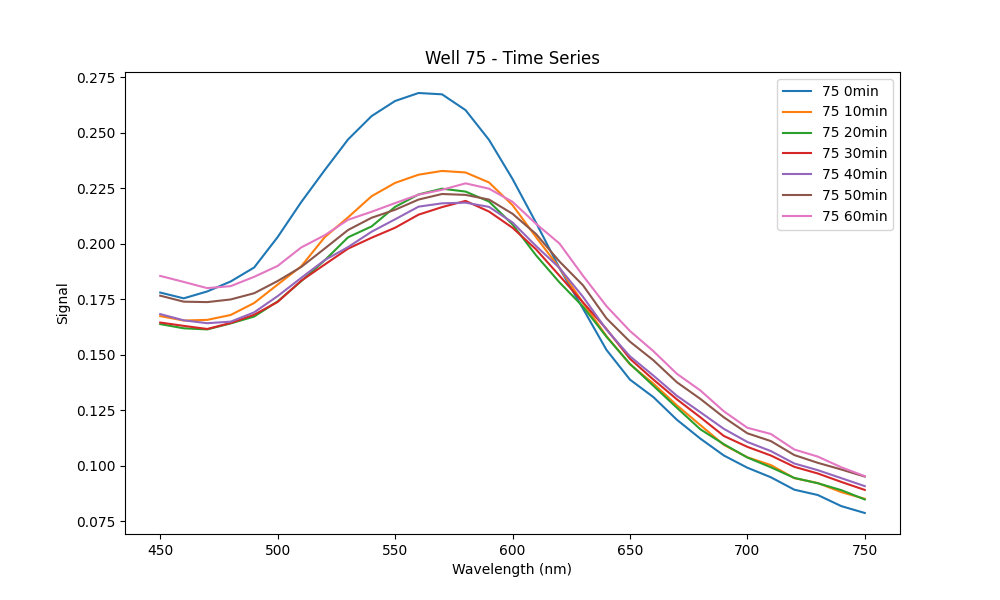 Well 75 - Time Series
Signal
0.275
0.250
0.225
0.200
0.175
0.150
0.125
0.100
0.075
75 0min
75 10min
75 20min
75 30min
75 40min
75 50min
75 60min
450 500 550 600 650 700 750
Wavelength (nm)